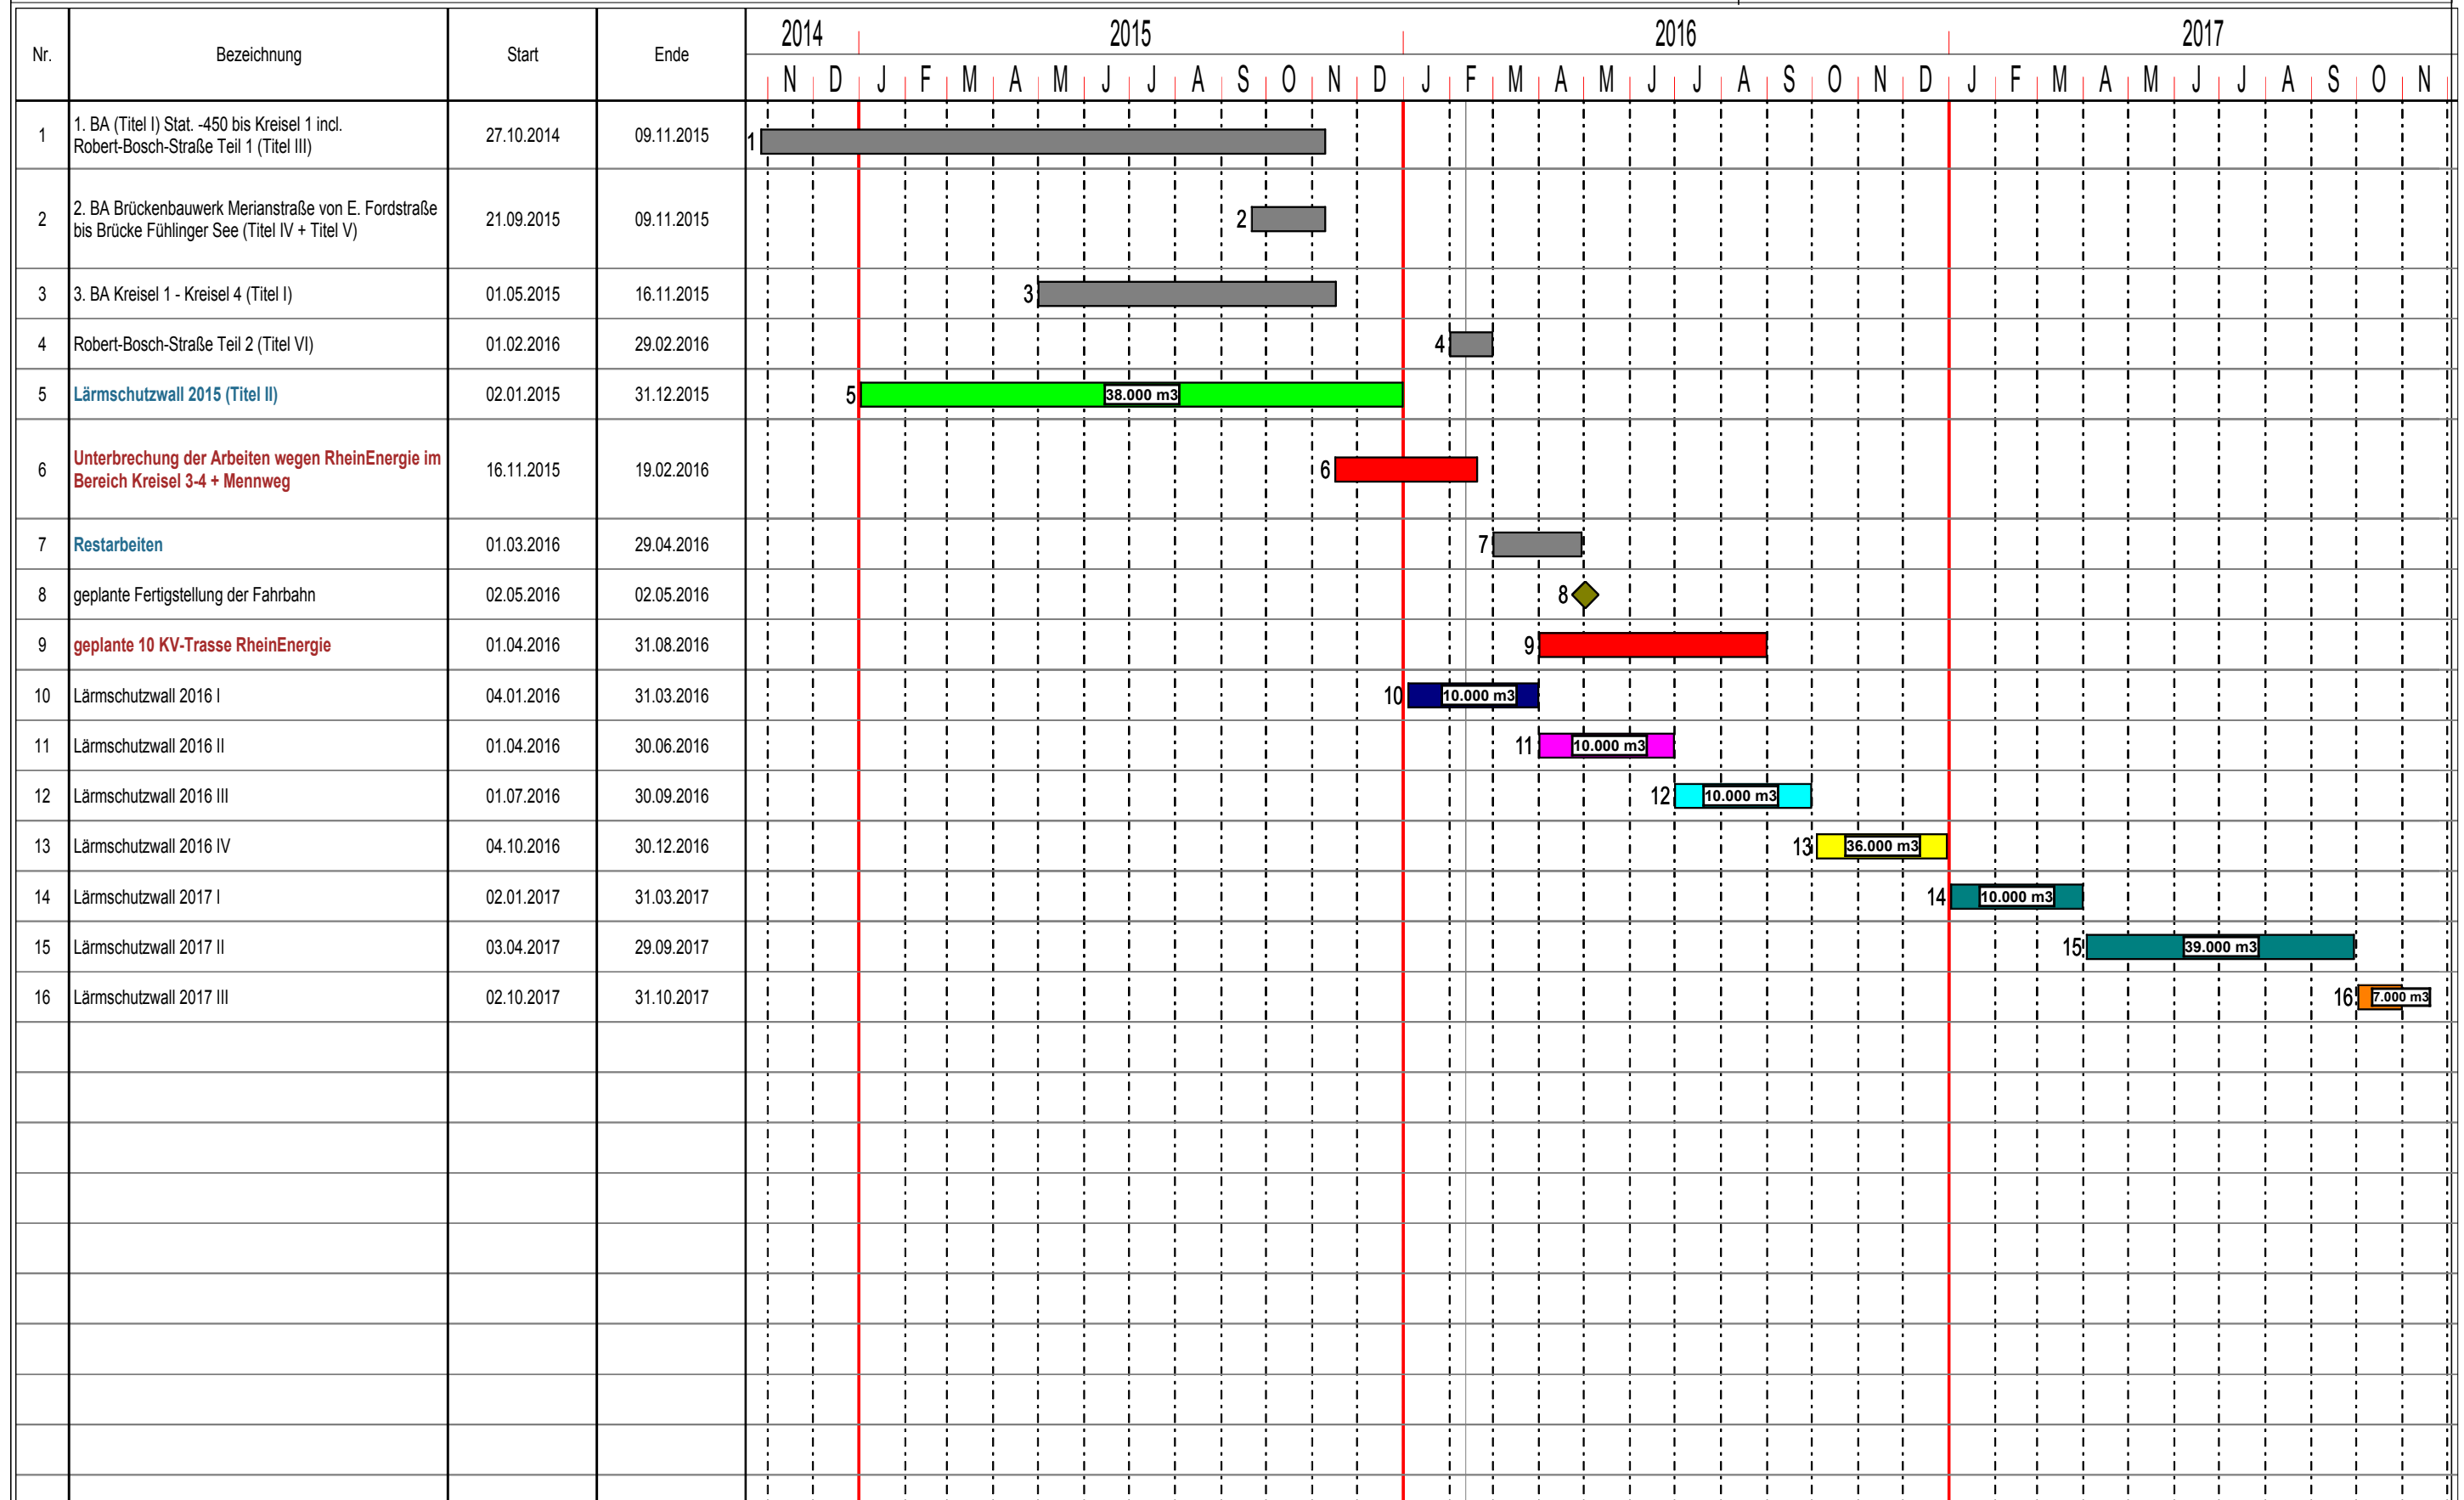 2014 2015 2016 2017
Nr. Bezeichnung Start Ende
N D J F M A M J J A S O N D J F M A M J J A S O N D J F M A M J J A S O N
1 1. BA (Titel I) Stat. -450 bis Kreisel 1 incl. 27.10.2014 09.11.2015 1
Robert-Bosch-Straße Teil 1 (Titel III)
2 2. BA Brückenbauwerk Merianstraße von E. Fordstraße 21.09.2015 09.11.2015 2
bis Brücke Fühlinger See (Titel IV + Titel V)
3 3. BA Kreisel 1 - Kreisel 4 (Titel I) 01.05.2015 16.11.2015 3
4 Robert-Bosch-Straße Teil 2 (Titel VI) 01.02.2016 29.02.2016 4
5 Lärmschutzwall 2015 (Titel II) 02.01.2015 31.12.2015 5 38.000 m3
6 Unterbrechung der Arbeiten wegen RheinEnergie im 16.11.2015 19.02.2016 6
Bereich Kreisel 3-4 + Mennweg
7 Restarbeiten 01.03.2016 29.04.2016 7
8 geplante Fertigstellung der Fahrbahn 02.05.2016 02.05.2016 8
9 geplante 10 KV-Trasse RheinEnergie 01.04.2016 31.08.2016 9
10 Lärmschutzwall 2016 I 04.01.2016 31.03.2016 10 10.000 m3
11 Lärmschutzwall 2016 II 01.04.2016 30.06.2016 11 10.000 m3
12 Lärmschutzwall 2016 III 01.07.2016 30.09.2016 12 10.000 m3
13 Lärmschutzwall 2016 IV 04.10.2016 30.12.2016 13 36.000 m3
14 Lärmschutzwall 2017 I 02.01.2017 31.03.2017 14 10.000 m3
15 Lärmschutzwall 2017 II 03.04.2017 29.09.2017 15 39.000 m3
16 Lärmschutzwall 2017 III 02.10.2017 31.10.2017 16 7.000 m3